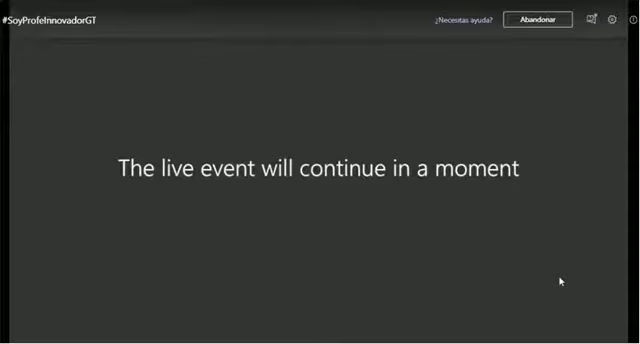 #SoyProfeInnovadorGT
¿Necesitas ayuda?
Abandonar
The live event will continue in a moment